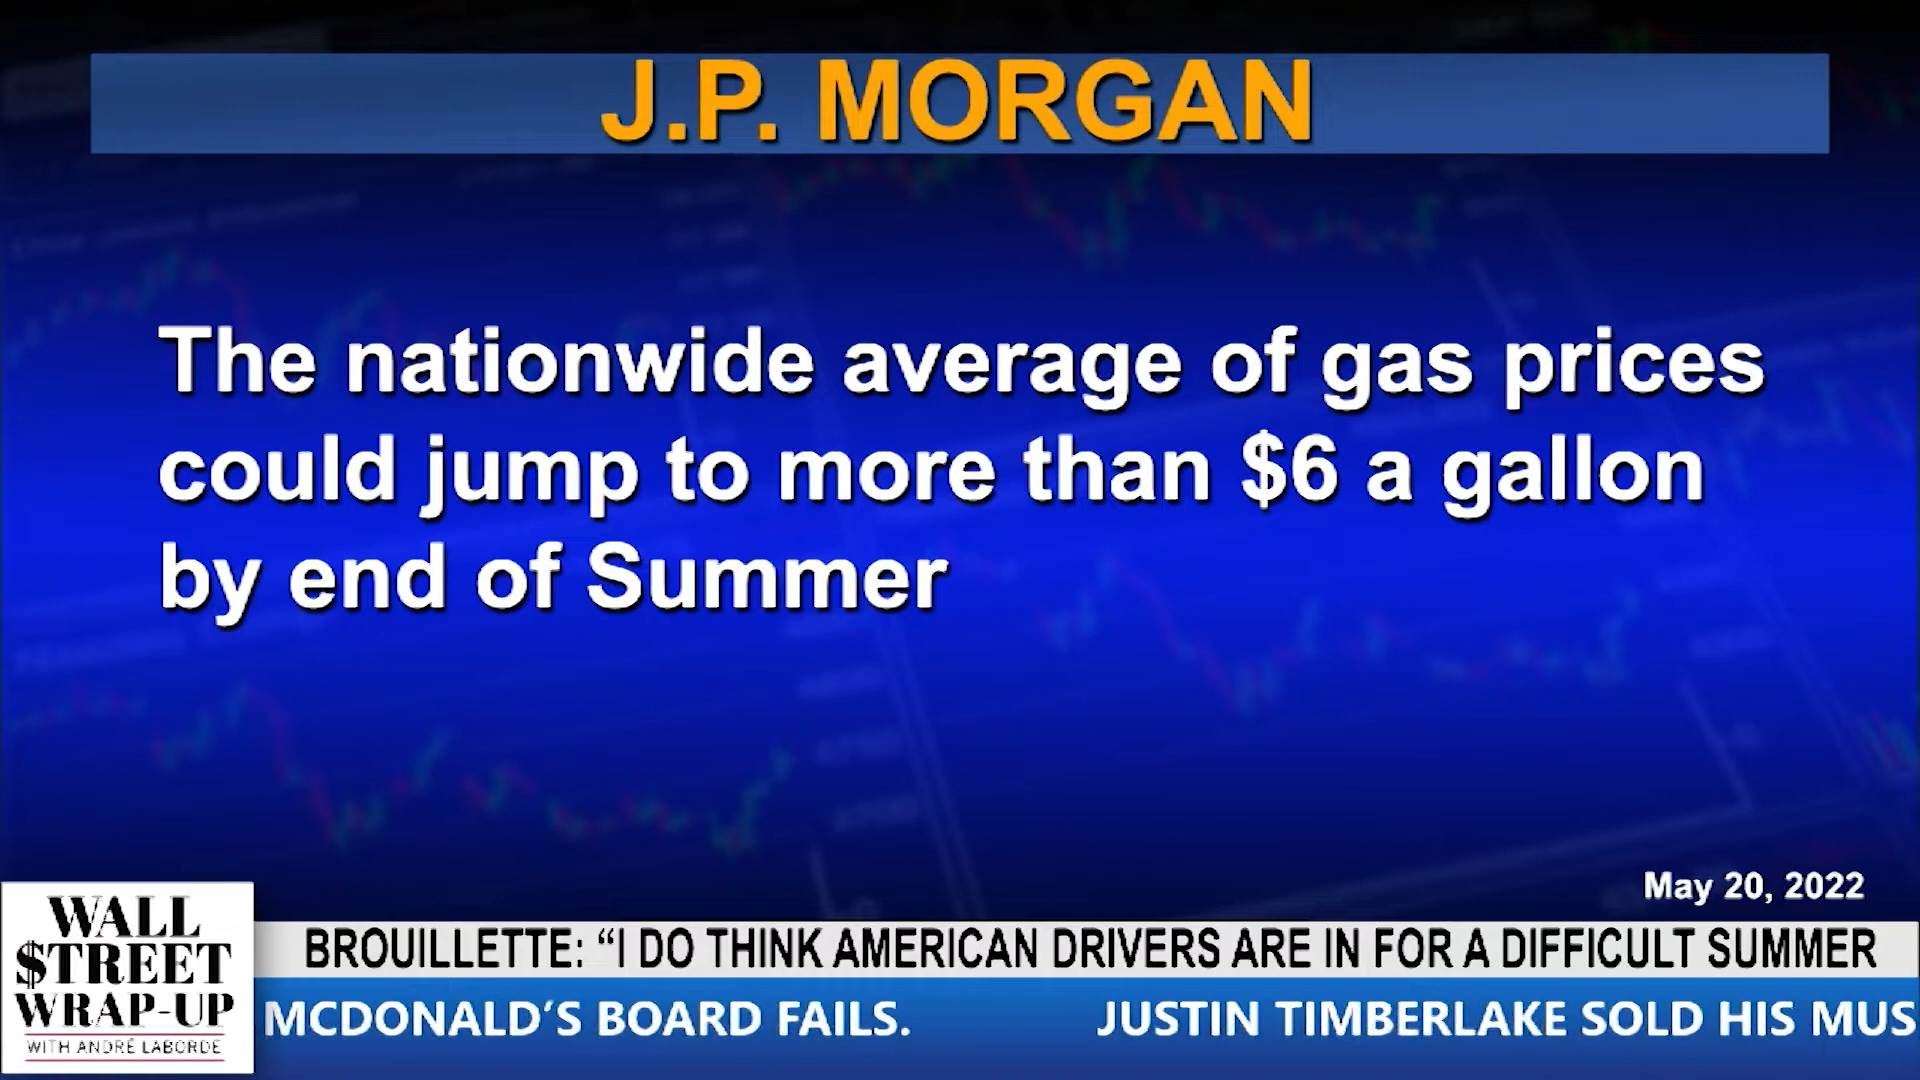 J.P. MORGAN
The nationwide average of gas prices
could jump to more than $6 a gallon
by end of Summer
May 20, 2022
WALL
$TREET
WRAP-UP
WITH ANDRÉ LABORDE
BROUILLETTE: “I DO THINK AMERICAN DRIVERS ARE IN FOR A DIFFICULT SUMMER
MCDONALD’S BOARD FAILS. JUSTIN TIMBERLAKE SOLD HIS MUS